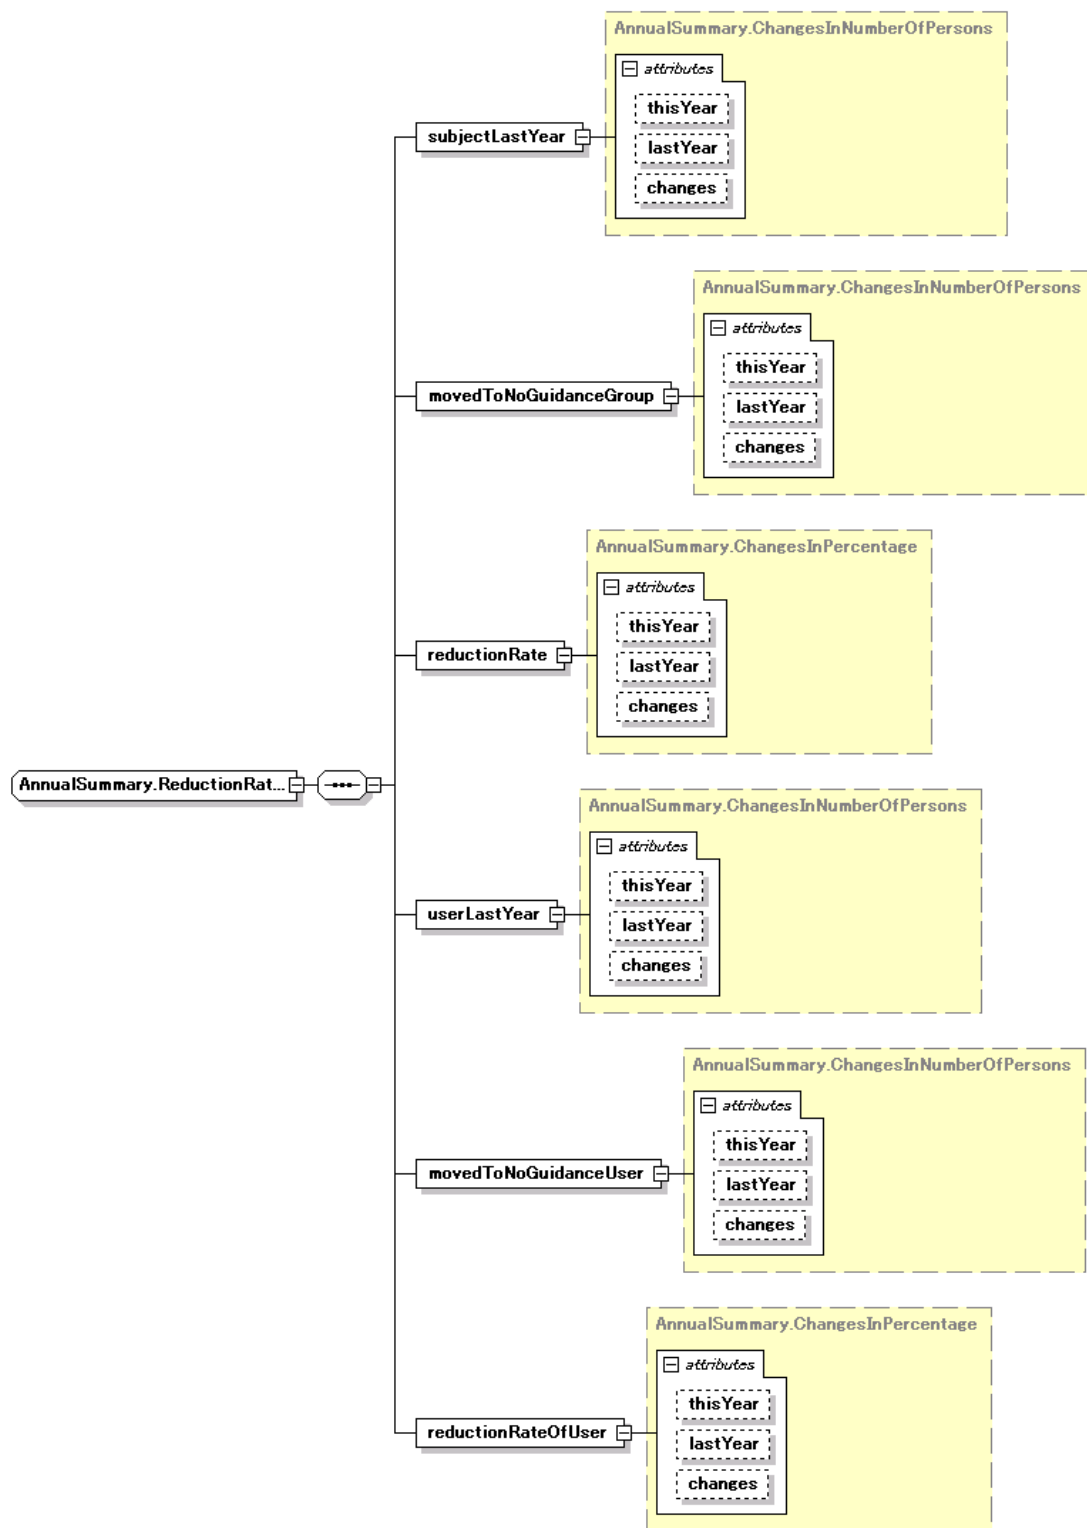 AnnualSummary.ChangesInNumberOfPersons
attributes
thisYear
subjectLastYear
lastYear
changes
AnnualSummary.ChangesInNumberOfPersons
attributes
thisYear
movedToNoGuidanceGroup
lastYear
changes
AnnualSummary.ChangesInPercentage
attributes
thisYear
reductionRate
lastYear
changes
AnnualSummary.ReductionRat...
AnnualSummary.ChangesInNumberOfPersons
attributes
thisYear
userLastYear
lastYear
changes
AnnualSummary.ChangesInNumberOfPersons
attributes
thisYear
movedToNoGuidanceUser
lastYear
changes
AnnualSummary.ChangesInPercentage
attributes
thisYear
reductionRateOfUser
lastYear
changes